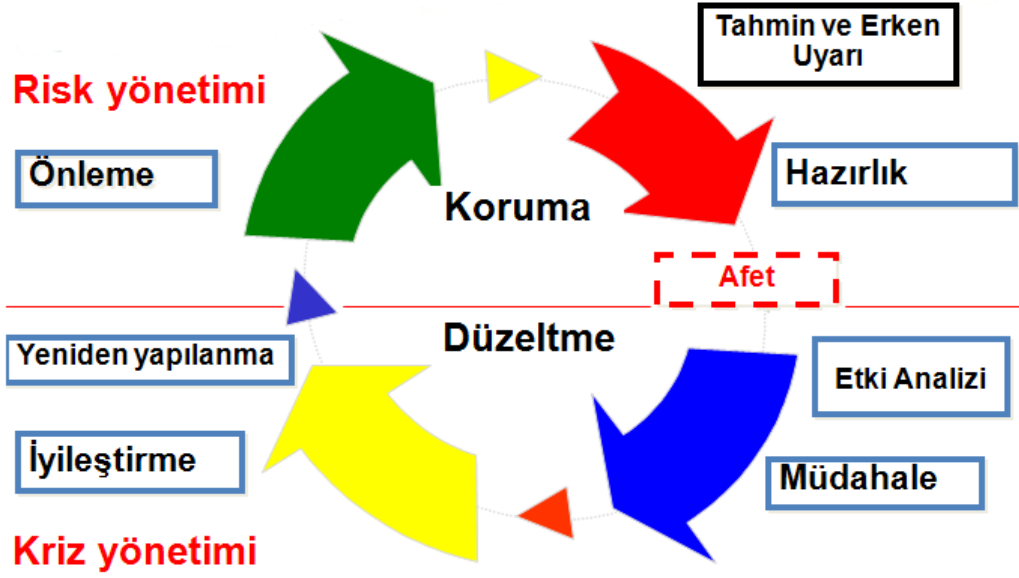 Tahmin ve Erken
Uyarı
Risk yönetimi
Önleme
Hazırlık
Koruma
Afet
Düzeltme
Yeniden yapılanma
Etki Analizi
İyileştirme
Müdahale
Kriz yönetimi